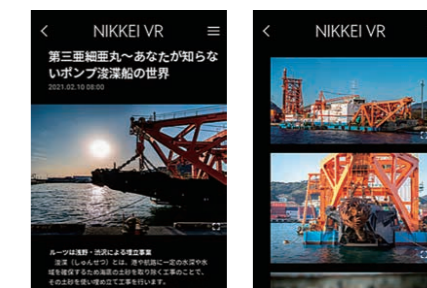 NIKKEI VR
第三亜細亜丸～あなたが知らな
いポンプ浚渫船の世界
2021.02.10 08:00
ルーツは浅野・渋沢による埋立事業
浚渫（しゅんせつ）とは、港や航路に一定の水深や水
域を確保するため海底の土砂を取り除く工事のことで、
その土砂を使い埋め立て工事を行います。
NIKKEI VR